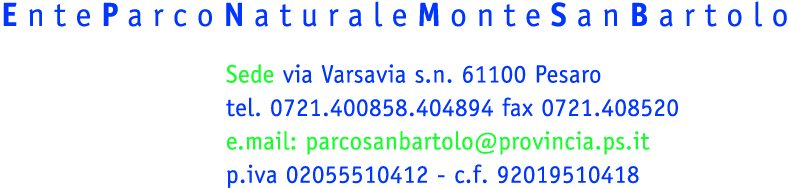 EnteParcoNaturaleMonteSanBartolo
Sede via Varsavia s.n. 61100 Pesaro
tel. 0721.400858.404894 fax 0721.408520
e.mail: parcosanbartolo@provincia.ps.it
p.iva 02055510412 - c.f. 92019510418